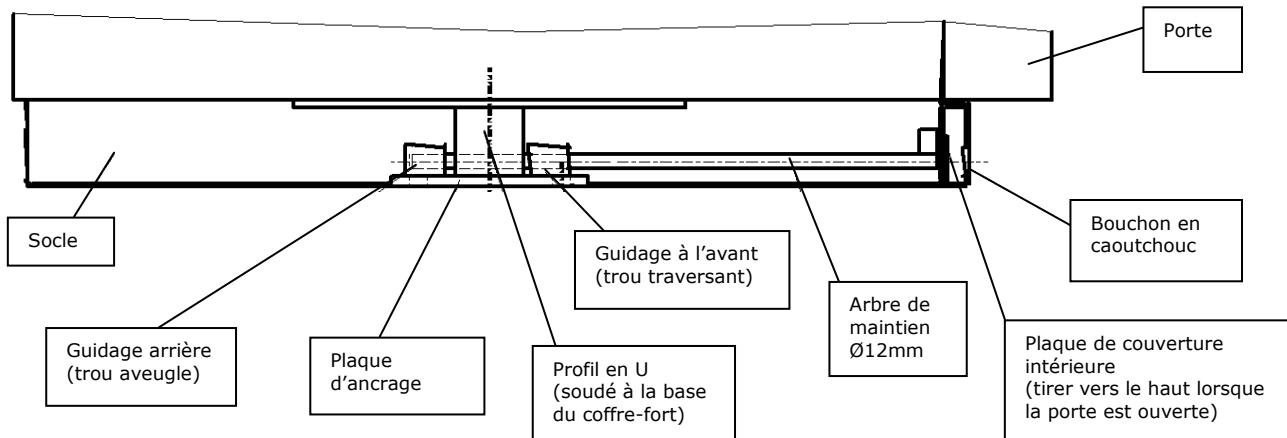 Porte
Socle
Guidage à l’avant
(trou traversant)
Bouchon en
caoutchouc
Arbre de
maintien
Ø12mm
Guidage arrière
(trou aveugle)
Plaque
d’ancrage
Profil en U
(soudé à la base
du coffre-fort)
Plaque de couverture
intérieure
(tirer vers le haut lorsque
la porte est ouverte)